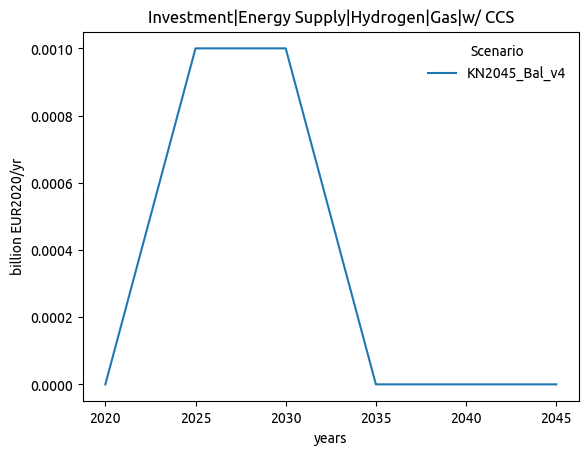 Investment|Energy Supply|Hydrogen|Gas|w/ CCS
Scenario
KN2045_Bal_v4
billion EUR2020/yr
0.0010
0.0008
0.0006
0.0004
0.0002
0.0000
2020 2025 2030 2035 2040 2045
years